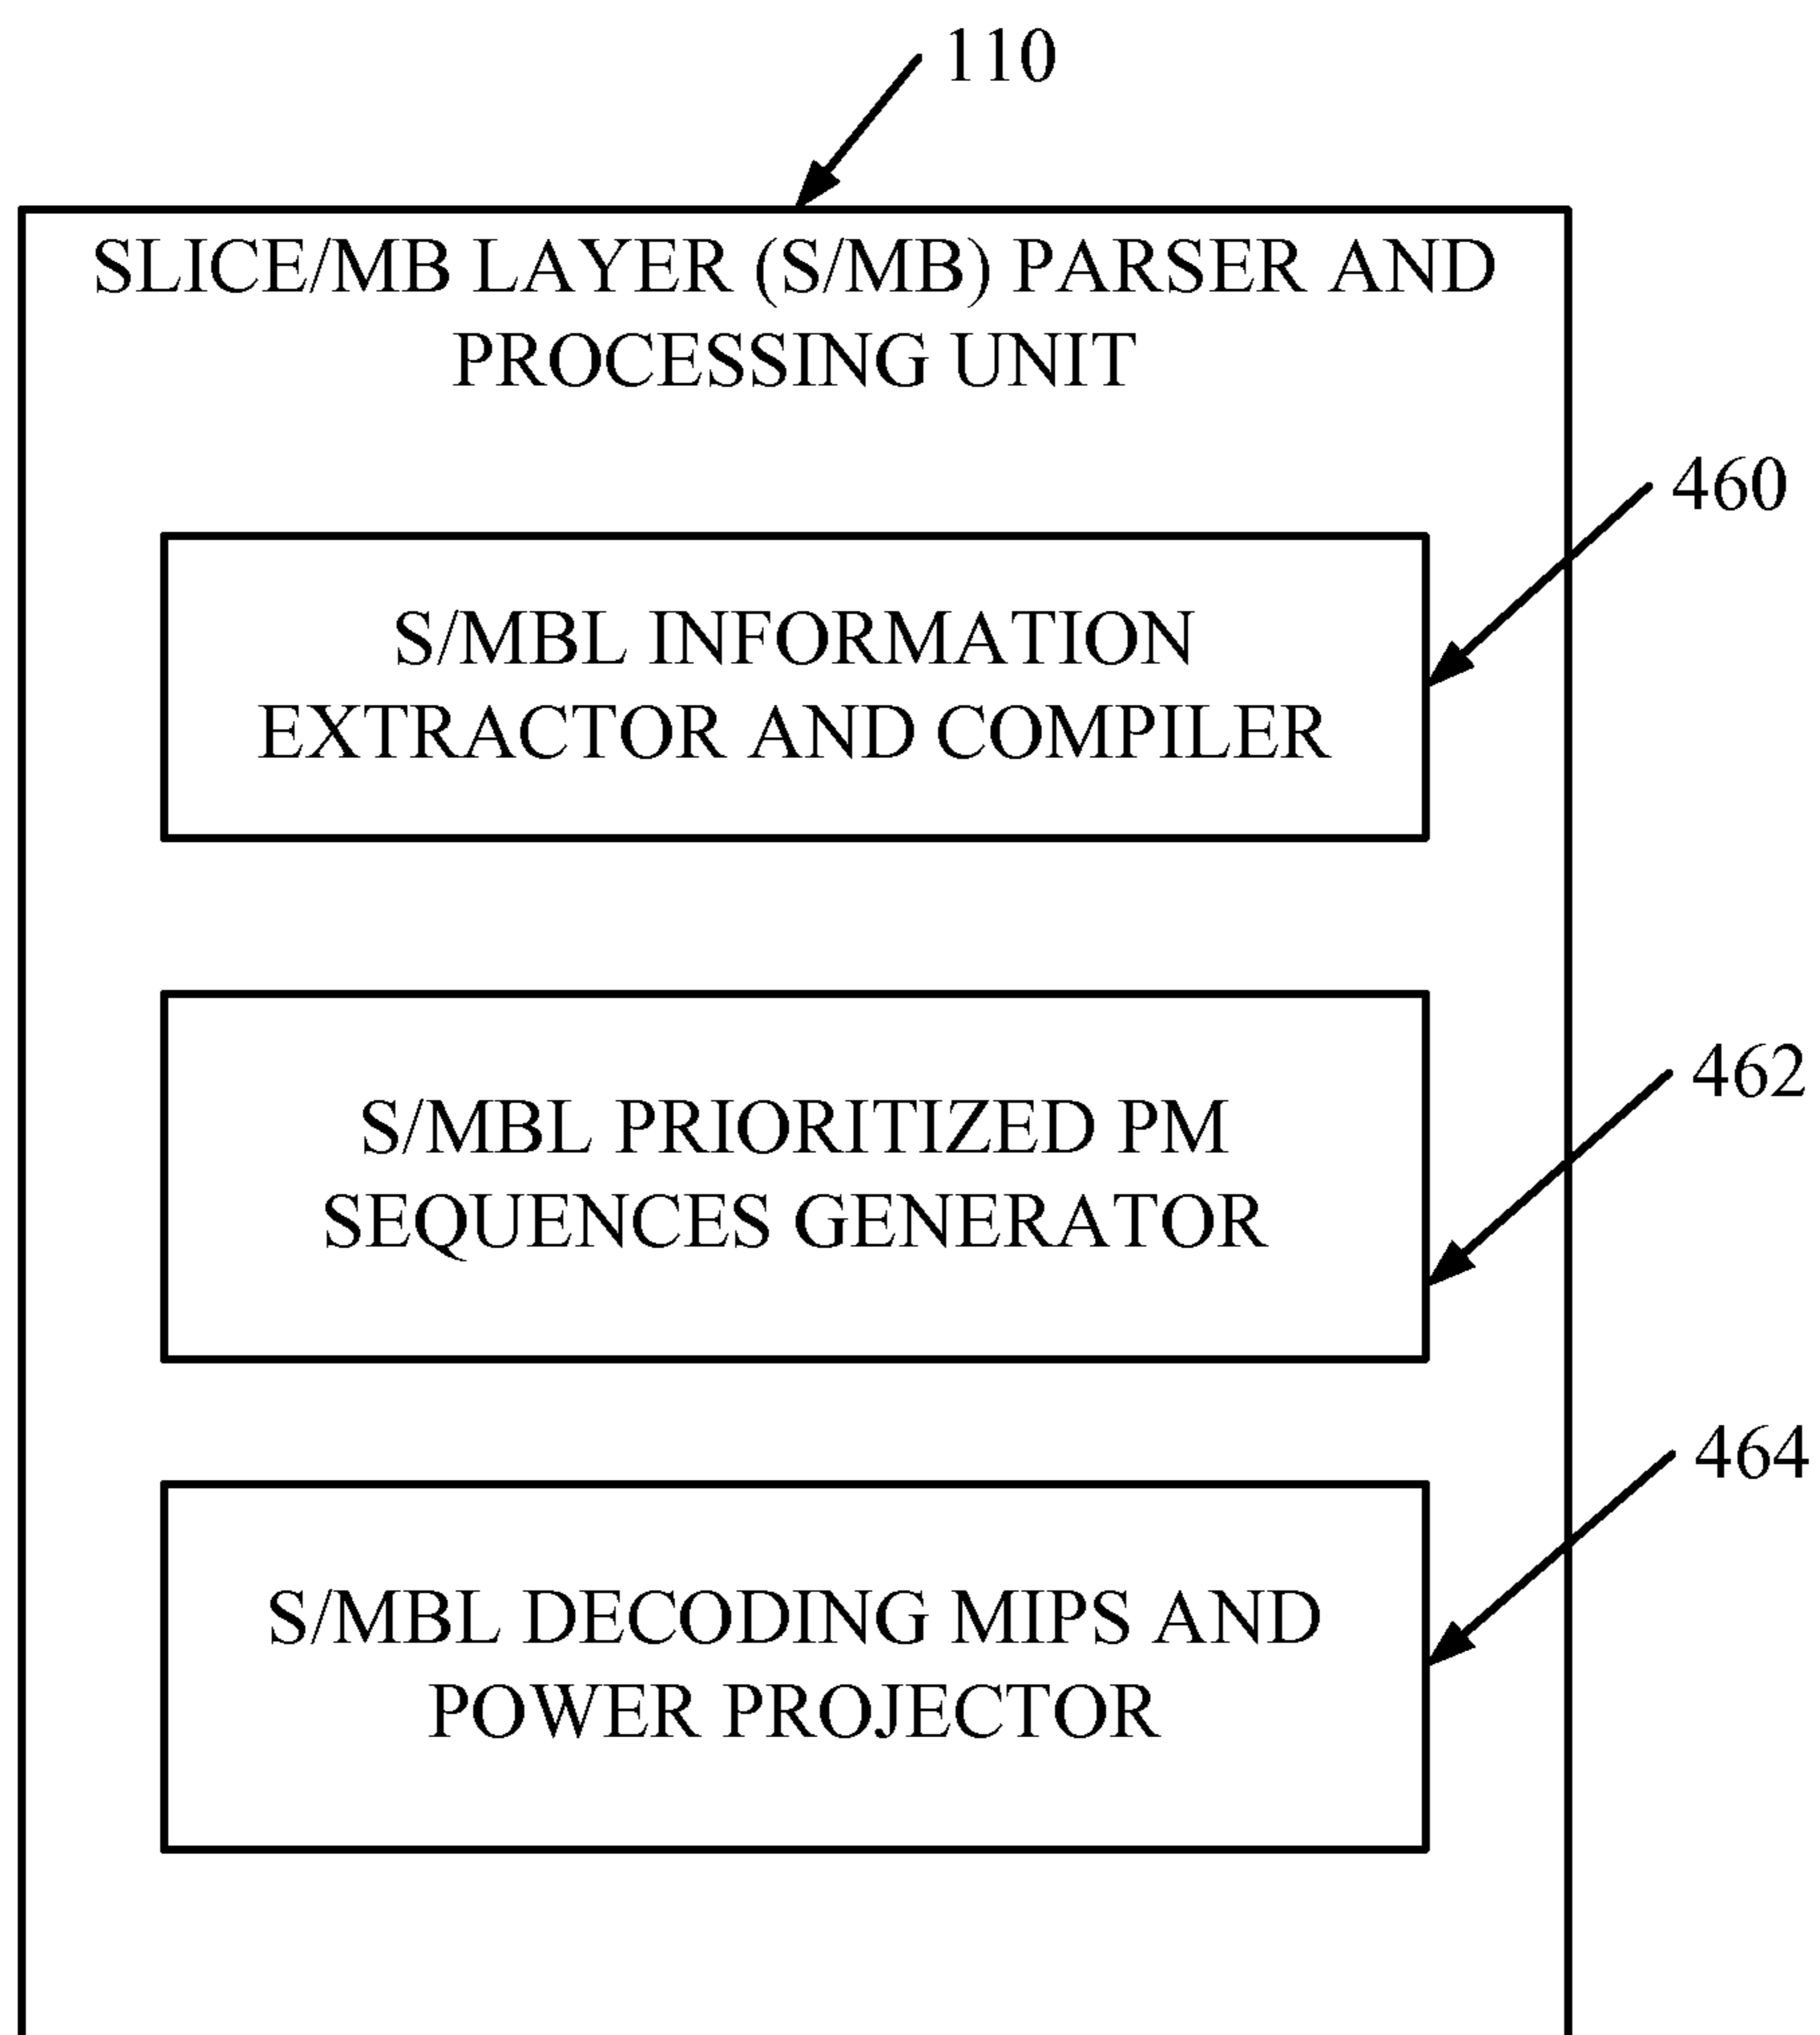 110
SLICE/MB LAYER (S/MB) PARSER AND
PROCESSING UNIT
460
S/MBL INFORMATION
EXTRACTOR AND COMPILER
462
S/MBL PRIORITIZED PM
SEQUENCES GENERATOR
464
S/MBL DECODING MIPS AND
POWER PROJECTOR